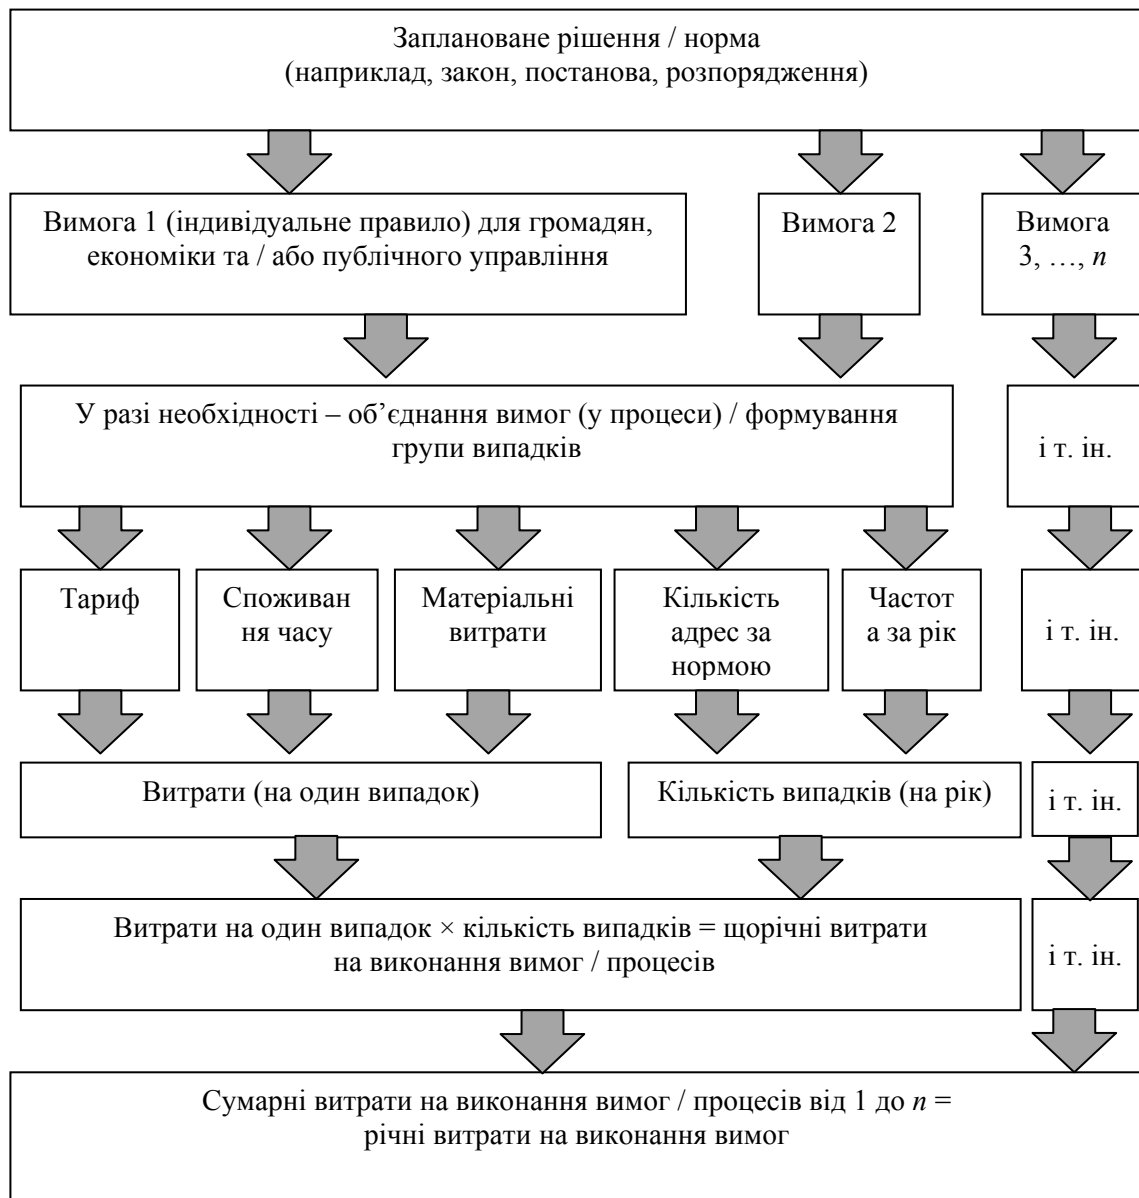 Заплановане рішення / норма
(наприклад, закон, постанова, розпорядження)
Вимога 1 (індивідуальне правило) для громадян,
економіки та / або публічного управління
Вимога 2
Вимога
3, …, n
У разі необхідності – об’єднання вимог (у процеси) / формування
групи випадків
і т. ін.
Тариф
Споживан
ня часу
Матеріальні
витрати
Кількість
адрес за
нормою
Частот
а за рік
і т. ін.
Витрати (на один випадок)
Кількість випадків (на рік)
і т. ін.
Витрати на один випадок × кількість випадків = щорічні витрати
на виконання вимог / процесів
і т. ін.
Сумарні витрати на виконання вимог / процесів від 1 до n =
річні витрати на виконання вимог